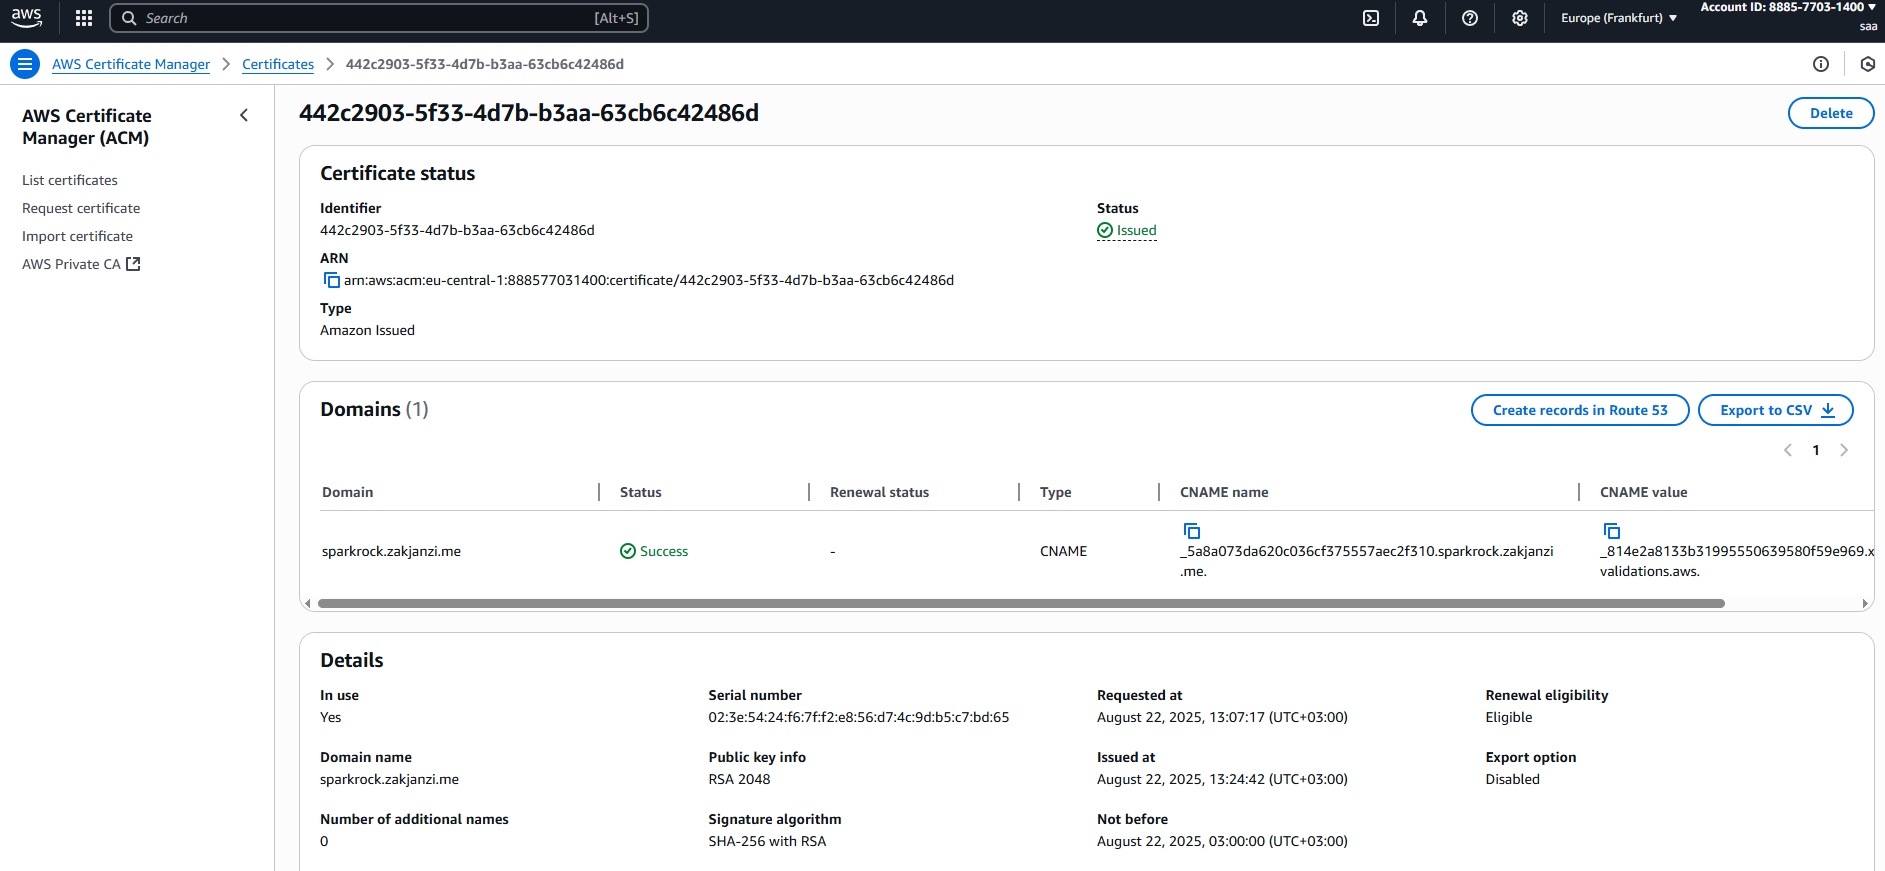 aws
Search
[Alt+S]
Europe (Frankfurt)
Account ID: 8885-7703-1400
saa
AWS Certificate Manager
Certificates
442c2903-5f33-4d7b-b3aa-63cb6c42486d
AWS Certificate
Manager (ACM)
List certificates
Request certificate
Import certificate
AWS Private CA
442c2903-5f33-4d7b-b3aa-63cb6c42486d
Delete
Certificate status
Identifier
442c2903-5f33-4d7b-b3aa-63cb6c42486d
Status
Issued
ARN
arn:aws:acm:eu-central-1:888577031400:certificate/442c2903-5f33-4d7b-b3aa-63cb6c42486d
Type
Amazon Issued
Domains (1)
Create records in Route 53
Export to CSV
1
Domain
Status
Renewal status
Type
CNAME name
CNAME value
sparkrock.zakjanzi.me
Success
-
CNAME
_5a8a073da620c036cf375557aec2f310.sparkrock.zakjanzi
.me.
_814e2a8133b31995550639580f59e969.x
validations.aws.
Details
In use
Yes
Serial number
02:3e:54:24:f6:7f:f2:e8:56:d7:4c:9d:b5:c7:bd:65
Requested at
August 22, 2025, 13:07:17 (UTC+03:00)
Renewal eligibility
Eligible
Domain name
sparkrock.zakjanzi.me
Public key info
RSA 2048
Issued at
August 22, 2025, 13:24:42 (UTC+03:00)
Export option
Disabled
Number of additional names
0
Signature algorithm
SHA-256 with RSA
Not before
August 22, 2025, 03:00:00 (UTC+03:00)